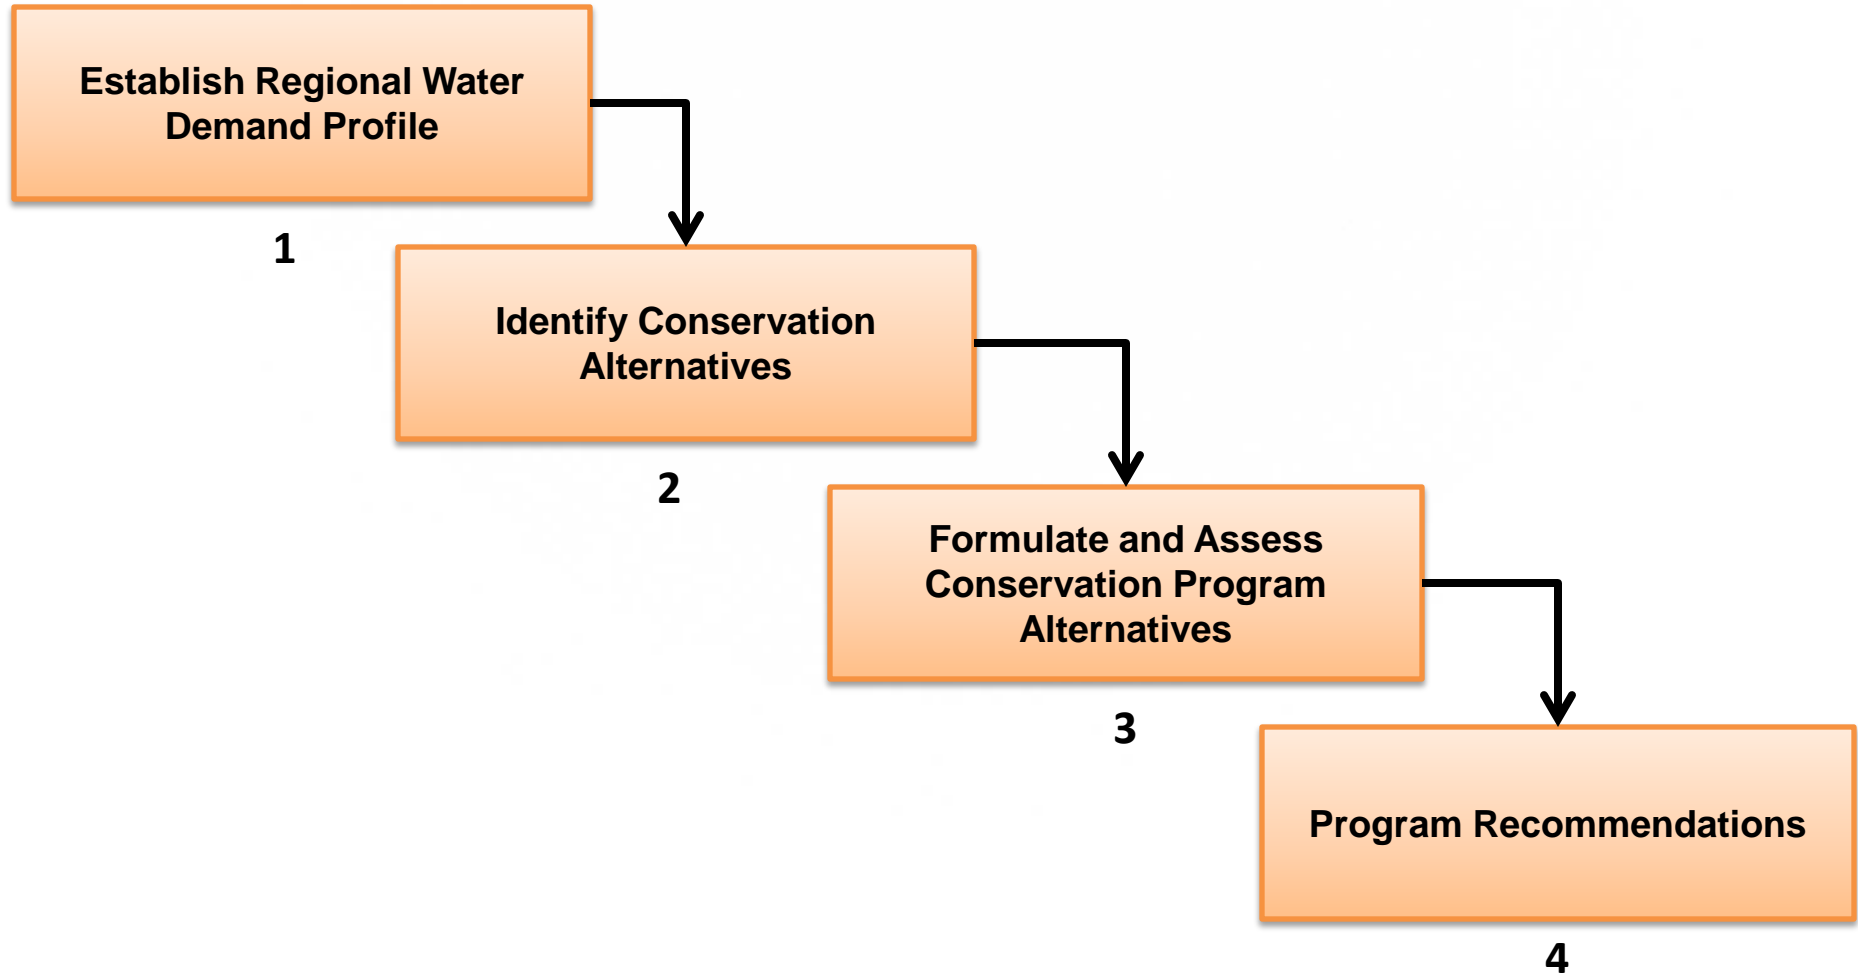 Establish Regional Water
Demand Profile
1
Identify Conservation
Alternatives
2
Formulate and Assess
Conservation Program
Alternatives
3
Program Recommendations
4